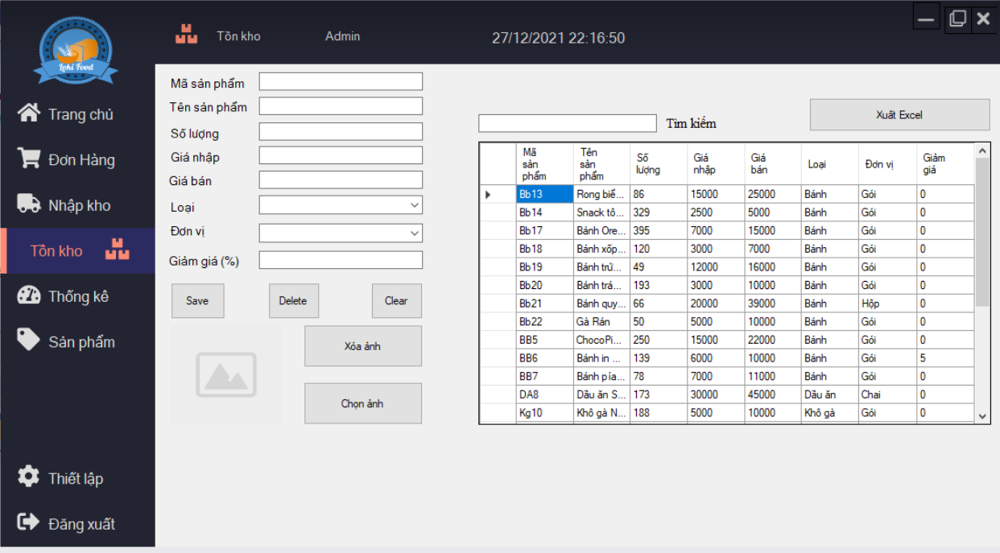 Loki Food
Tồn kho
Admin
27/12/2021 22:16:50
Trang chủ
Đơn Hàng
Nhập kho
Tồn kho
Thống kê
Sản phẩm
Thiết lập
Đăng xuất
Mã sản phẩm
Tên sản phẩm
Số lượng
Giá nhập
Giá bán
Loại
Đơn vị
Giảm giá (%)
Save Delete Clear
Xóa ảnh
Chọn ảnh
Tìm kiếm
Xuất Excel
Mã sản phẩm Tên sản phẩm Số lượng Giá nhập Giá bán Loại Đơn vị Giảm giá
Bb13 Rong biể... 86 15000 25000 Bánh Gói 0
Bb14 Snack tô... 329 2500 5000 Bánh Gói 0
Bb17 Bánh Ore... 395 7000 15000 Bánh Gói 0
Bb18 Bánh xốp... 120 3000 7000 Bánh Gói 0
Bb19 Bánh trứ... 49 12000 16000 Bánh Gói 0
Bb20 Bánh trá... 193 3000 10000 Bánh Gói 0
Bb21 Bánh quy... 66 20000 39000 Bánh Hộp 0
Bb22 Gà Rán 50 5000 10000 Bánh Gói 0
BB5 ChocoPi... 250 15000 22000 Bánh Gói 0
BB6 Bánh in ... 139 6000 10000 Bánh Gói 5
BB7 Bánh pía... 78 7000 11000 Bánh Gói 0
DA8 Dầu ăn S... 173 30000 45000 Dầu ăn Chai 0
Kg10 Khô gà N... 188 5000 10000 Khô gà Gói 0